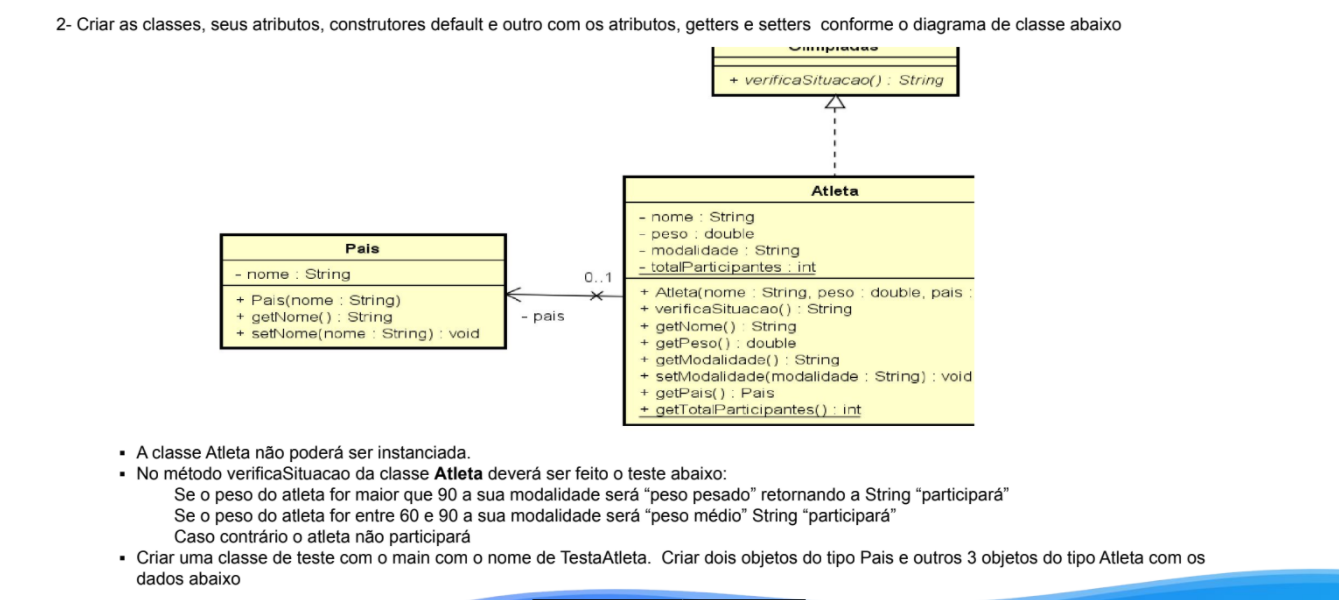 2- Criar as classes, seus atributos, construtores default e outro com os atributos, getters e setters conforme o diagrama de classe abaixo
Olimpiadas
+ verificaSituacao() : String
Atleta
- nome : String
- peso : double
- modalidade : String
- totalParticipantes : int
+ Atleta(nome : String, peso : double, pais :
+ verificaSituacao() : String
+ getNome() : String
+ getPeso() : double
+ getModalidade() : String
+ setModalidade(modalidade : String) : void
+ getPais() : Pais
+ getTotalParticipantes() : int
Pais
- nome : String
+ Pais(nome : String)
+ getNome() : String
+ setNome(nome : String) : void
0..1
- pais
▪ A classe Atleta não poderá ser instanciada.
▪ No método verificaSituacao da classe Atleta deverá ser feito o teste abaixo:
Se o peso do atleta for maior que 90 a sua modalidade será “peso pesado” retornando a String “participará”
Se o peso do atleta for entre 60 e 90 a sua modalidade será “peso médio” String “participará”
Caso contrário o atleta não participará
▪ Criar uma classe de teste com o main com o nome de TestaAtleta. Criar dois objetos do tipo Pais e outros 3 objetos do tipo Atleta com os
dados abaixo